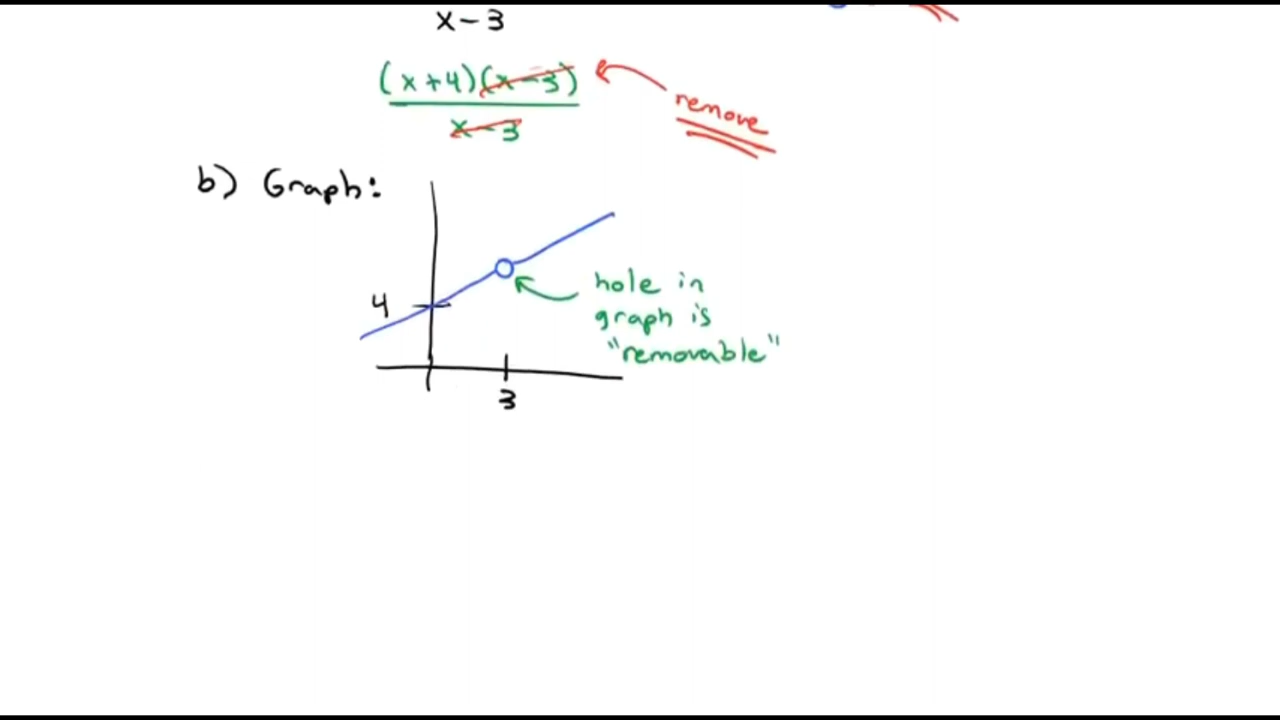 x - 3
(x+4)(x-3)
x-3
remove
b) Graph:
4
hole in
graph is
"removable"
3